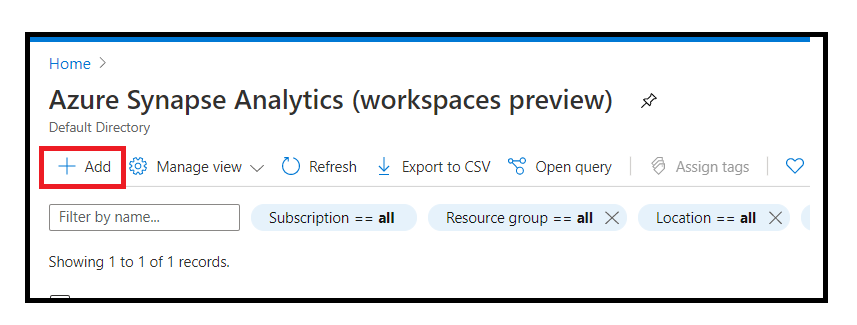 Home >
Azure Synapse Analytics (workspaces preview)
Default Directory
+ Add Manage view Refresh Export to CSV Open query Assign tags
Filter by name... Subscription == all Resource group == all Location == all
Showing 1 to 1 of 1 records.